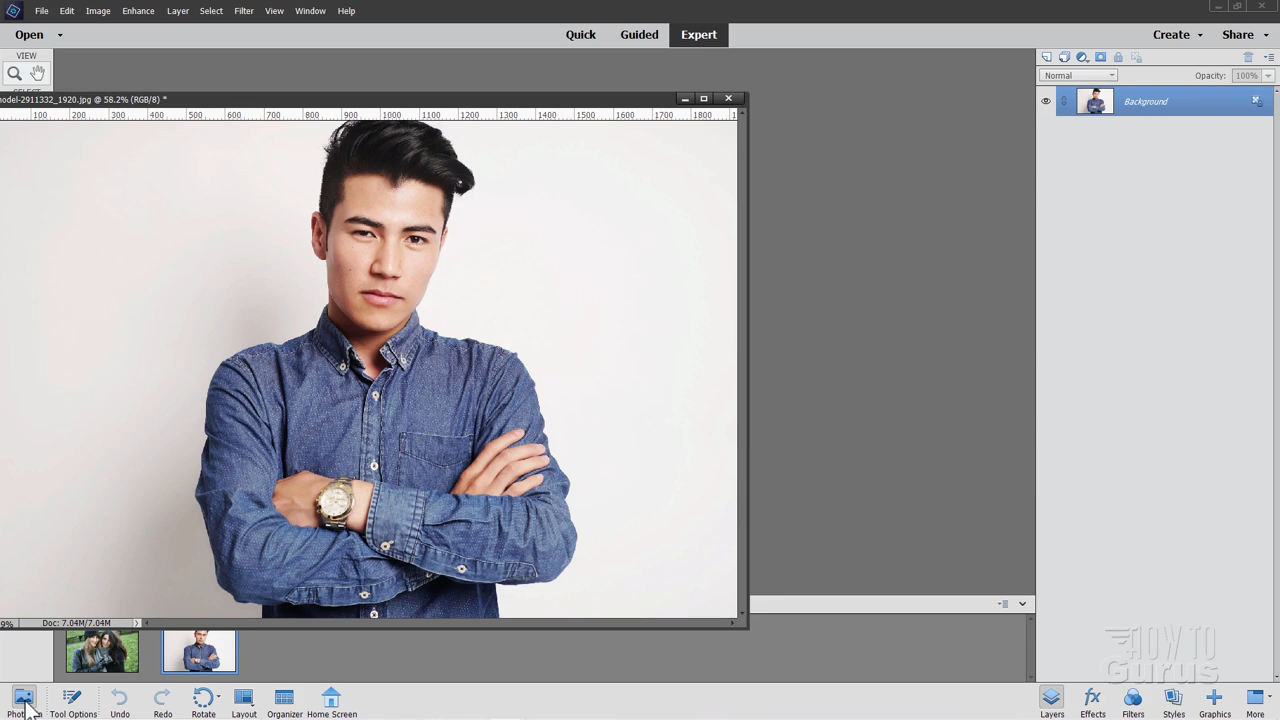 File Edit Image Enhance Layer Select Filter View Window Help
Open Quick Guided Expert Create Share
VIEW
Normal Opacity: 100%
model-2911332_1920.jpg @ 58.2% (RGB/8) *
Background
100 200 300 400 500 600 700 800 900 1000 1100 1200 1300 1400 1500 1600 1700 1800
Doc: 7.04M/7.04M
HOW TO
Gurus
Tool Options Undo Redo Rotate Layout Organizer Home Screen Layers Effects Filters Styles Graphics More